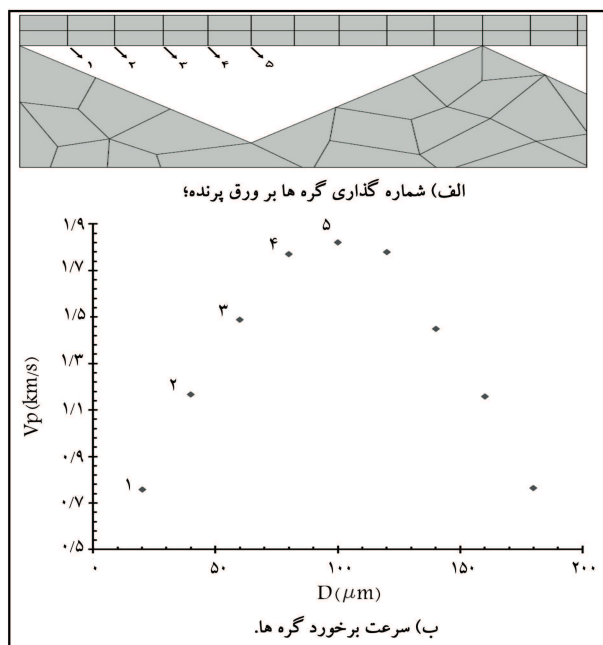 ۱ ۲ ۳ ۴ ۵
الف) شماره گذاری گره ها بر ورق پرنده؛
۱/۹
۵
۴
۱/۷
۱/۵
۳
۱/۳
۲
۱/۱
Vp(km/s)
۰/۹
۱
۰/۷
۰/۵
۰ ۵۰ ۱۰۰ ۱۵۰ ۲۰۰
D(μm)
ب) سرعت برخورد گره ها.